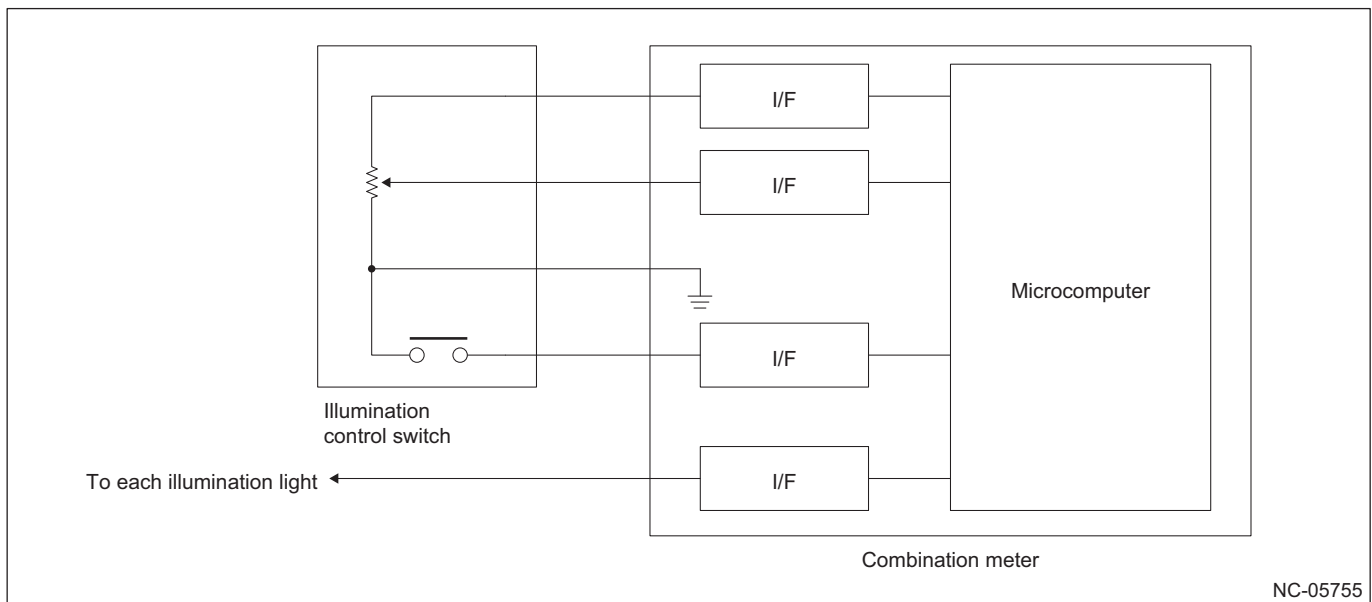 I/F
I/F
Microcomputer
I/F
Illumination
control switch
To each illumination light
I/F
Combination meter
NC-05755